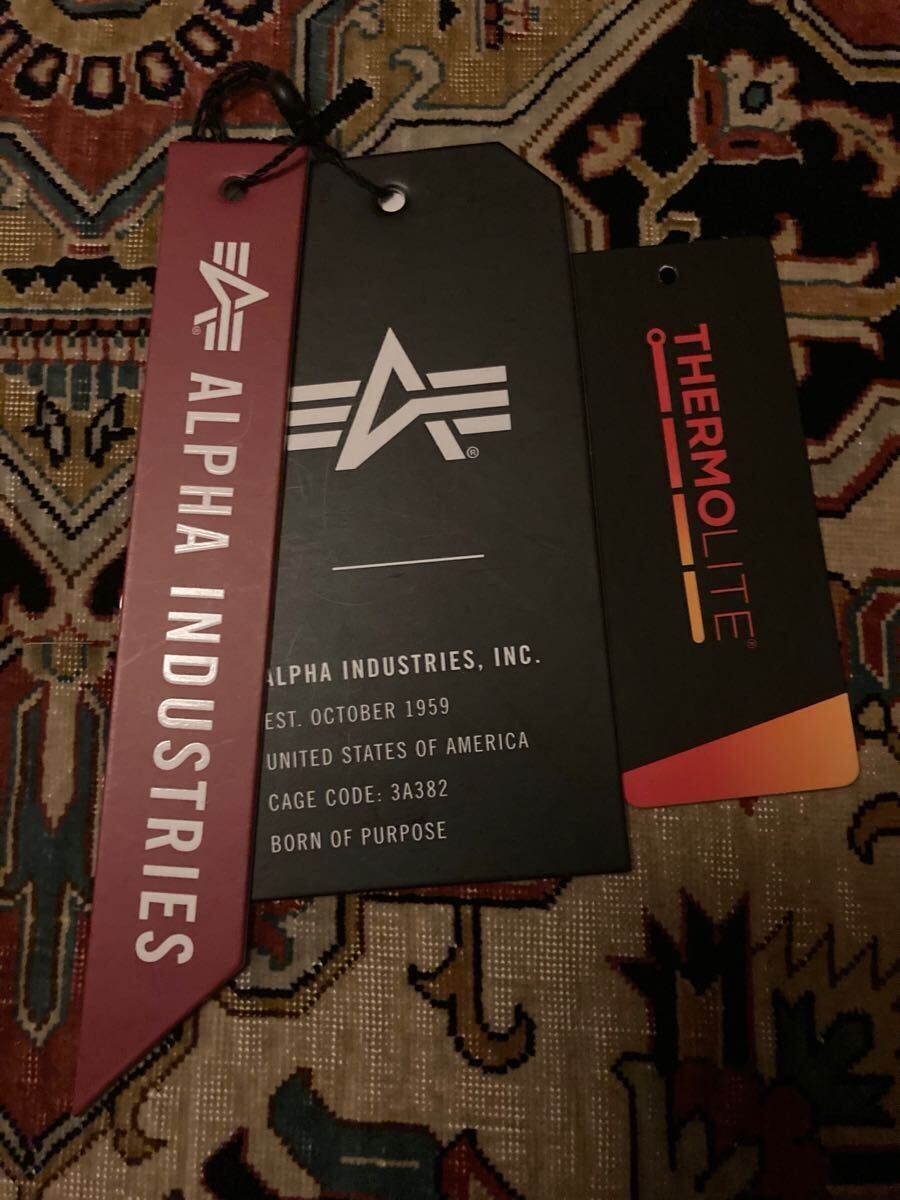 ALPHA INDUSTRIES
®
®
ALPHA INDUSTRIES, INC.
EST. OCTOBER 1959
UNITED STATES OF AMERICA
CAGE CODE: 3A382
BORN OF PURPOSE
THERMOLITE®